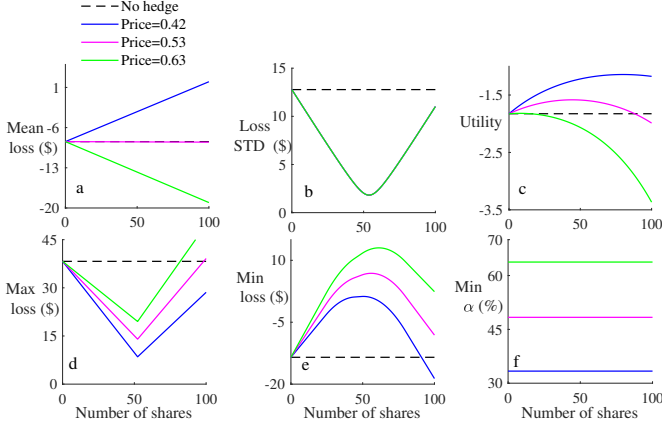 No hedge
Price=0.42
Price=0.53
Price=0.63
1
-6
-13
-20
Mean
loss ($)
a
0
50
100
15
10
5
0
Loss
STD ($)
b
0
50
100
-1.5
-2.5
-3.5
Utility
c
0
50
100
45
30
15
0
Max
loss ($)
d
0
50
100
Number of shares
10
-5
-20
Min
loss ($)
e
0
50
100
Number of shares
70
60
45
30
Min
α (%)
f
0
50
100
Number of shares